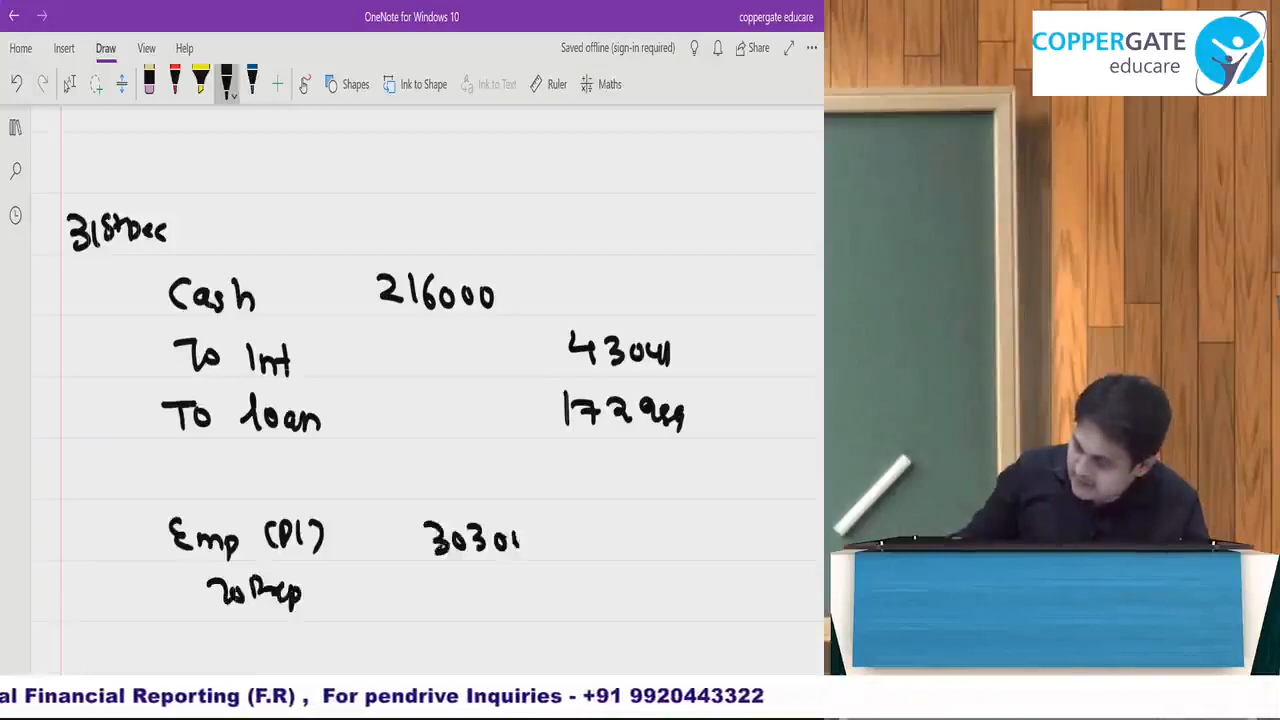 OneNote for Windows 10
coppergate educare
Home Insert Draw View Help
Saved offline (sign-in required)
Share
Shapes
Ink to Shape
Ink to Text
Ruler
Maths
COPPERGATE
educare
31st Dec
Cash 216000
To Int 43041
To loan
Emp (Pl) 30301
To Prep
al Financial Reporting (F.R) , For pendrive Inquiries - +91 9920443322